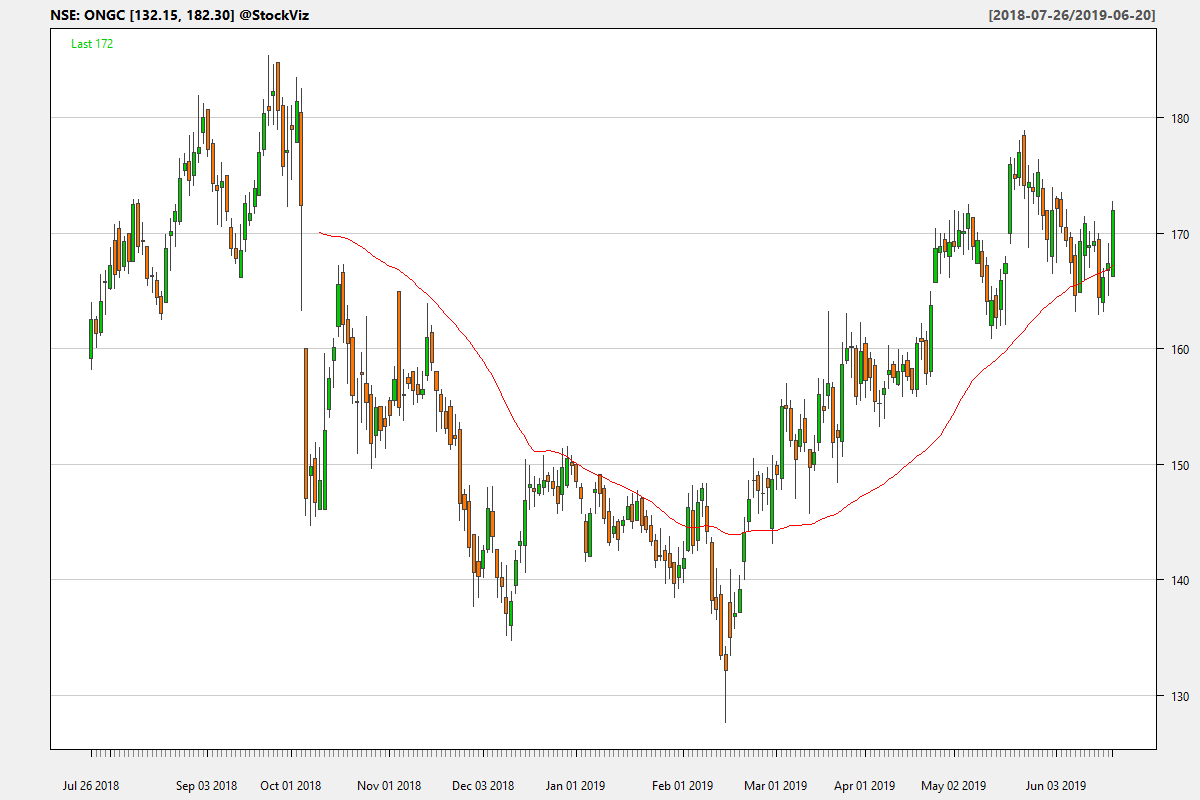 NSE: ONGC [132.15, 182.30] @StockViz [2018-07-26/2019-06-20]
Last 172
180
170
160
150
140
130
Jul 26 2018 Sep 03 2018 Oct 01 2018 Nov 01 2018 Dec 03 2018 Jan 01 2019 Feb 01 2019 Mar 01 2019 Apr 01 2019 May 02 2019 Jun 03 2019